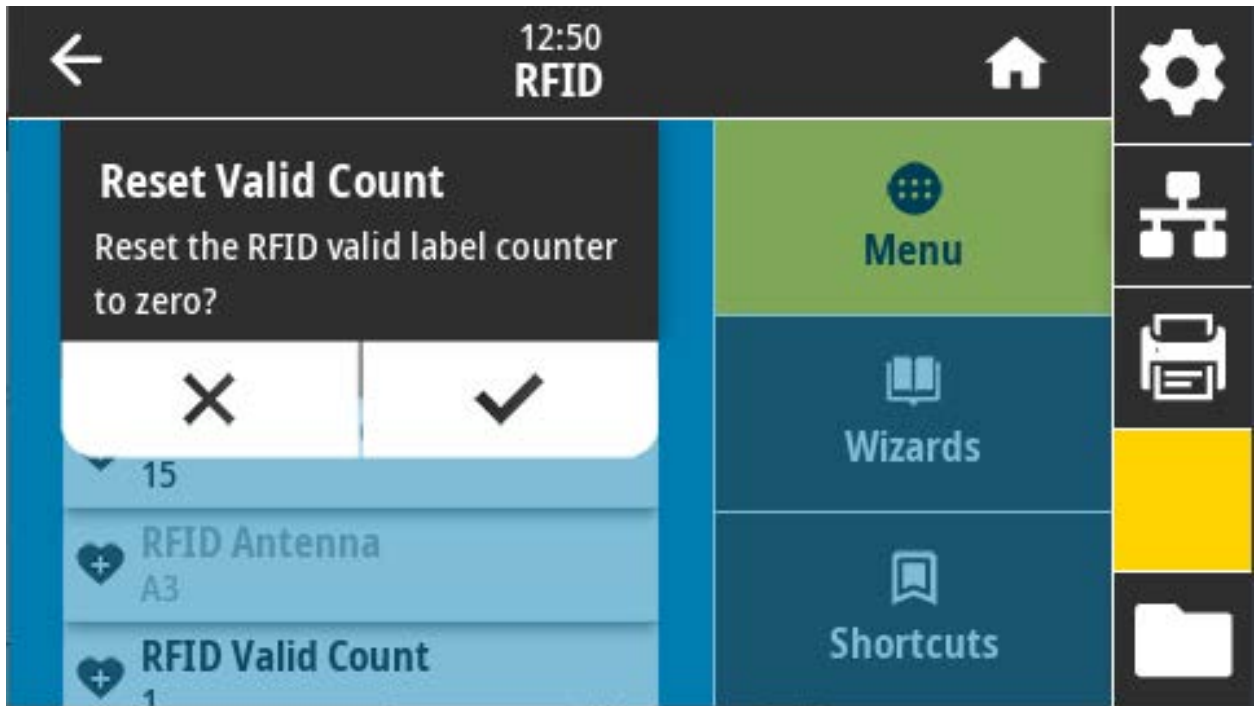 12:50
RFID
Reset Valid Count
Reset the RFID valid label counter
to zero?
15
RFID Antenna
A3
RFID Valid Count
1
Menu
Wizards
Shortcuts